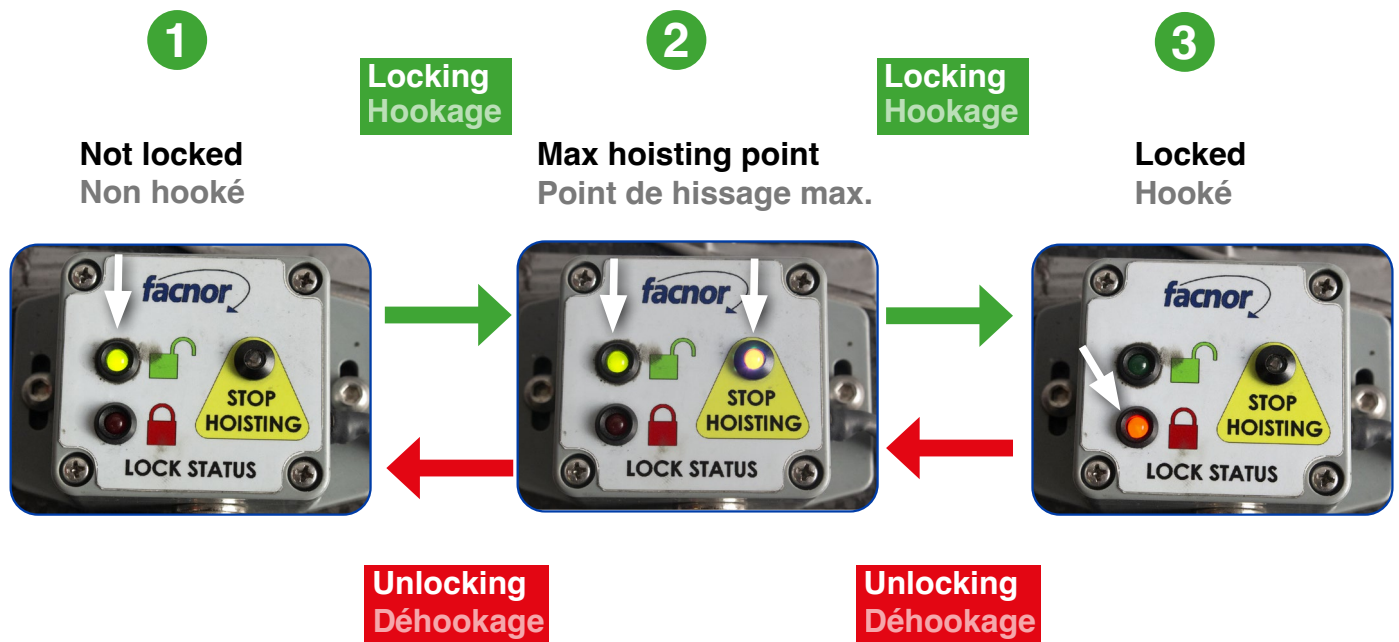 1
2
3
Locking
Hookage
Locking
Hookage
Not locked
Non hooké
Max hoisting point
Point de hissage max.
Locked
Hooké
facnor
STOP
HOISTING
LOCK STATUS
facnor
STOP
HOISTING
LOCK STATUS
facnor
STOP
HOISTING
LOCK STATUS
Unlocking
Déhookage
Unlocking
Déhookage